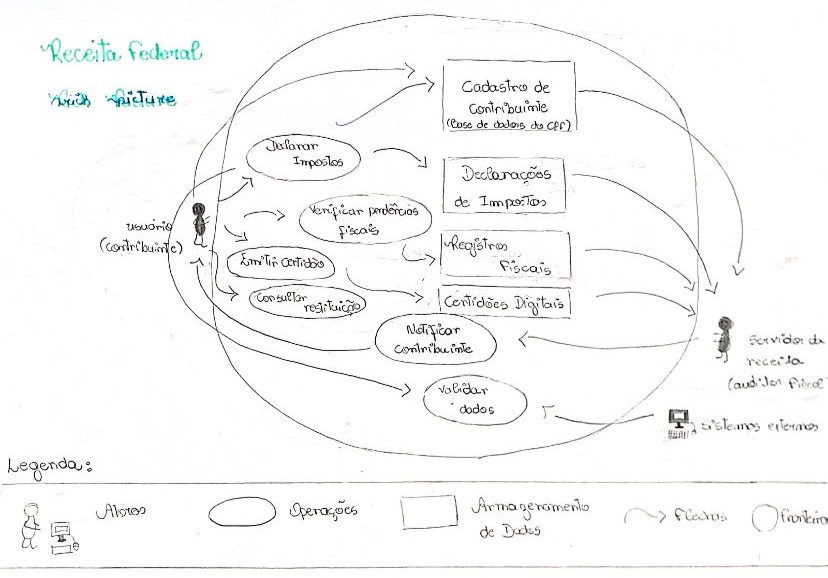 Receita Federal
Rich Picture
Cadastro de
Contribuinte
(Base de dados do CPF)
Declarar
Impostos
Declarações
de Impostos
usuário
(contribuinte)
Verificar pendências
fiscais
Registros
Fiscais
Emitir certidão
Consultar
restituição
Certidões Digitais
Notificar
Contribuinte
Servidor da
receita
(auditor fiscal
Validar
dados
sistemas externos
Legenda:
Atores
Operações
Armazenamento
de Dados
Flechas
Fronteira